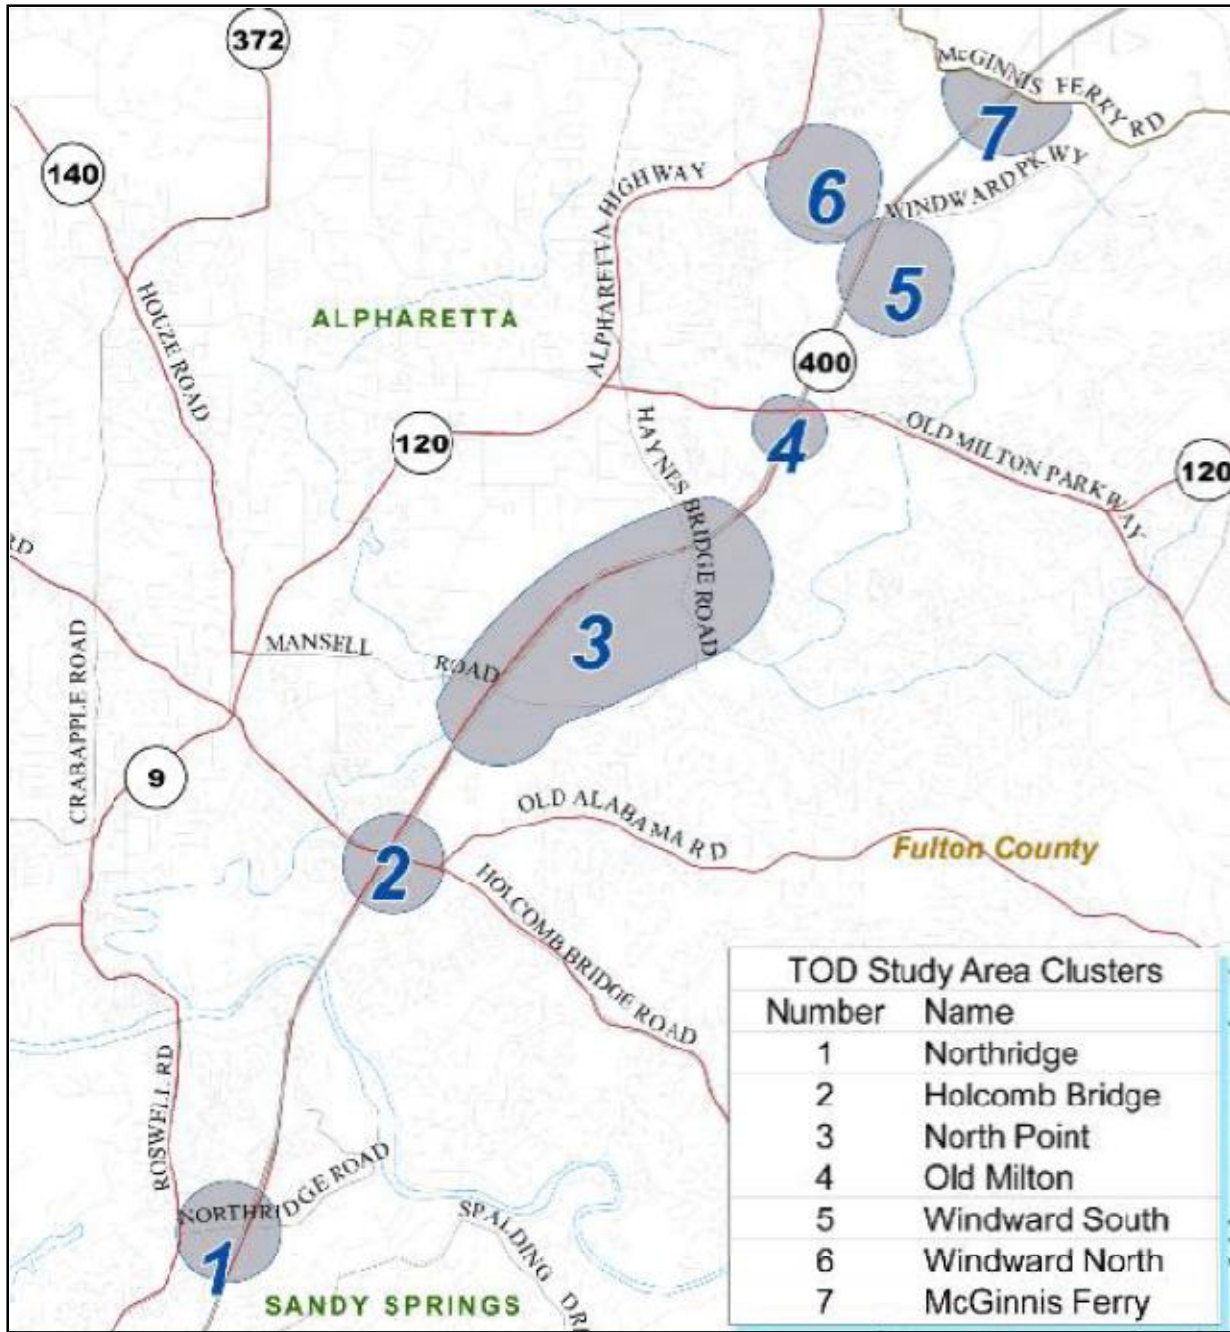 372
McGINNIS FERRY RD
7
140
6
ALPHARETTA HIGHWAY
WINDWARD PKWY
5
HOUZE ROAD
ALPHARETTA
400
120
HAYNES BRIDGE ROAD
4
OLD MILTON PARKWAY
120
RD
3
MANSELL ROAD
CRABAPPLE ROAD
9
OLD ALABAMA RD
Fulton County
2
HOLCOMB BRIDGE ROAD
ROSWELL RD
NORTHRIDGE ROAD
1
SPALDING DRI
SANDY SPRINGS
TOD Study Area Clusters
Number Name
1 Northridge
2 Holcomb Bridge
3 North Point
4 Old Milton
5 Windward South
6 Windward North
7 McGinnis Ferry